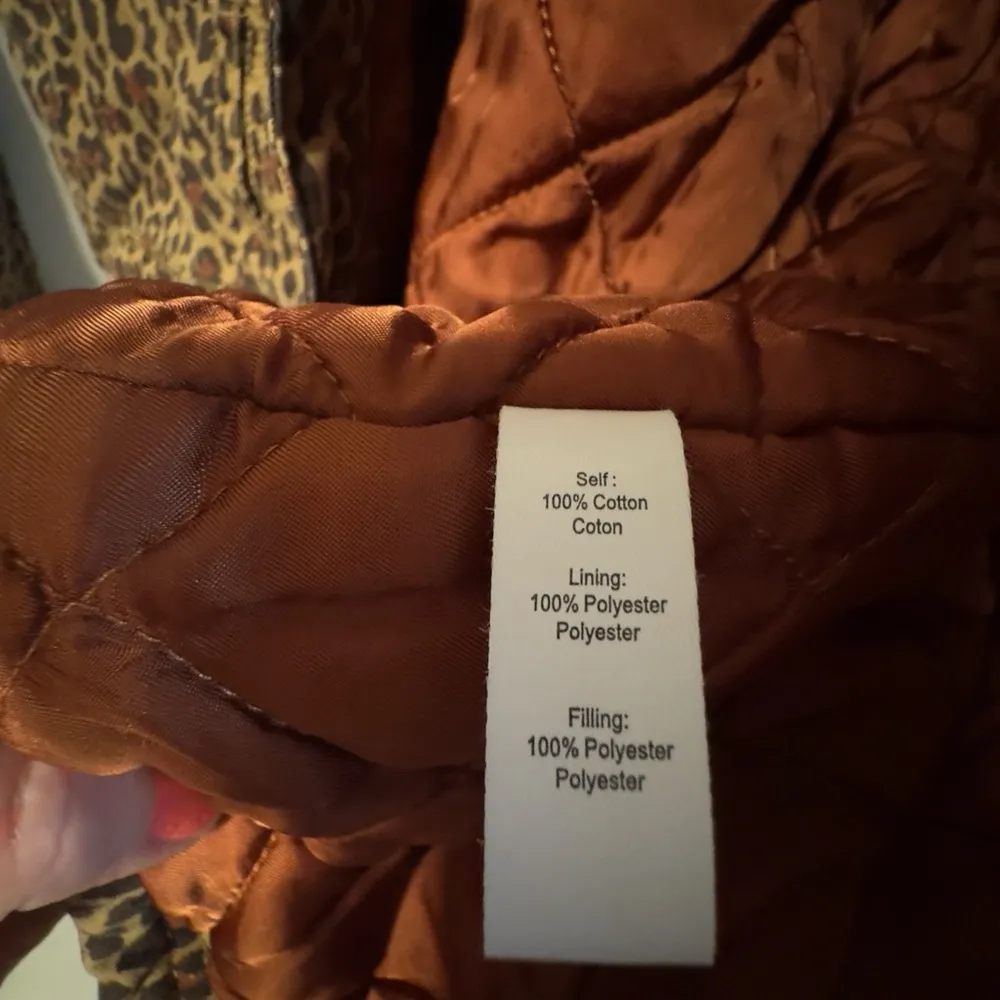 Self :
100% Cotton
Coton
Lining:
100% Polyester
Polyester
Filling:
100% Polyester
Polyester